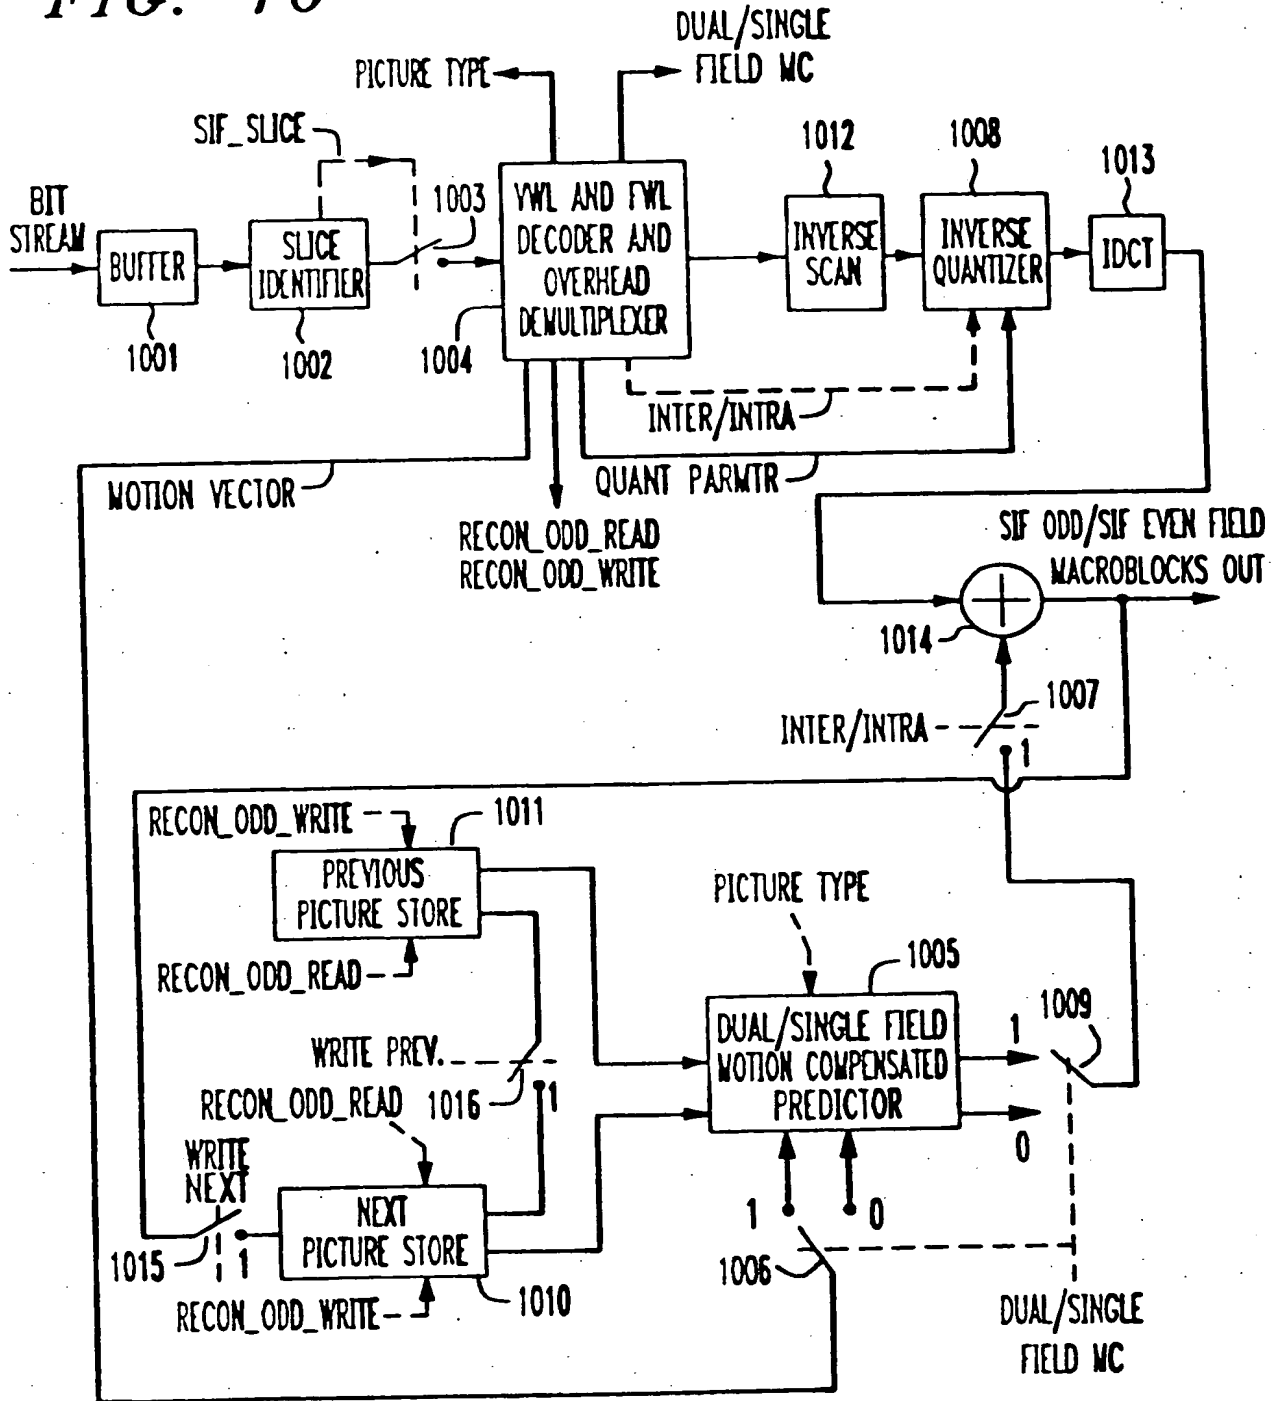 FIG. 10
DUAL/SINGLE
FIELD MC
PICTURE TYPE
SIF_SLICE
1012
1008
1013
BIT
STREAM
1003
BUFFER
SLICE
IDENTIFIER
VWL AND FWL
DECODER AND
OVERHEAD
DEMULTIPLEXER
INVERSE
SCAN
INVERSE
QUANTIZER
IDCT
1001
1002
1004
INTER/INTRA
MOTION VECTOR
QUANT PARMTR
RECON_ODD_READ
RECON_ODD_WRITE
SIF ODD/SIF EVEN FIELD
MACROBLOCKS OUT
1014
1007
INTER/INTRA
1
RECON_ODD_WRITE
1011
PREVIOUS
PICTURE STORE
RECON_ODD_READ
PICTURE TYPE
1005
DUAL/SINGLE FIELD
MOTION COMPENSATED
PREDICTOR
1
0
1009
WRITE PREV.
1016
1
RECON_ODD_READ
WRITE
NEXT
NEXT
PICTURE STORE
1015
1
1010
RECON_ODD_WRITE
1
0
1006
DUAL/SINGLE
FIELD MC